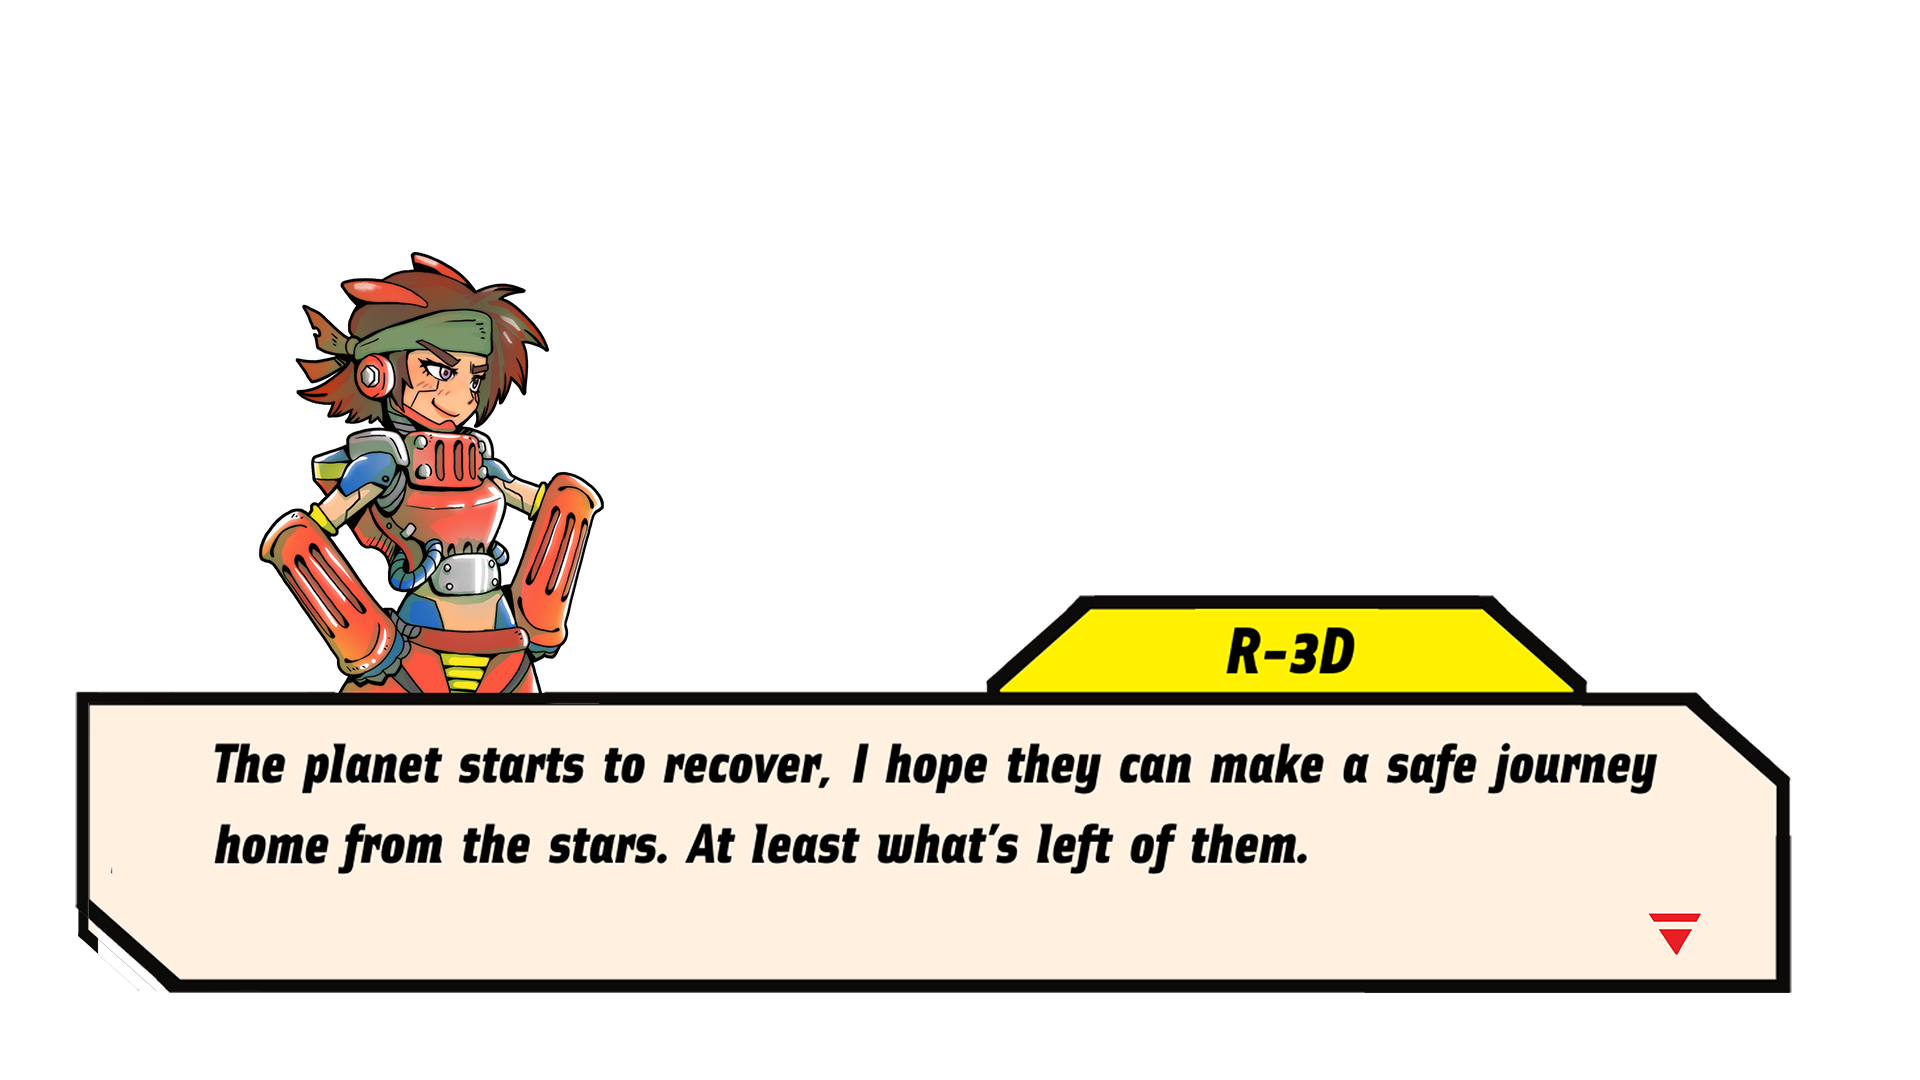 R-3D
The planet starts to recover, I hope they can make a safe journey
home from the stars. At least what's left of them.